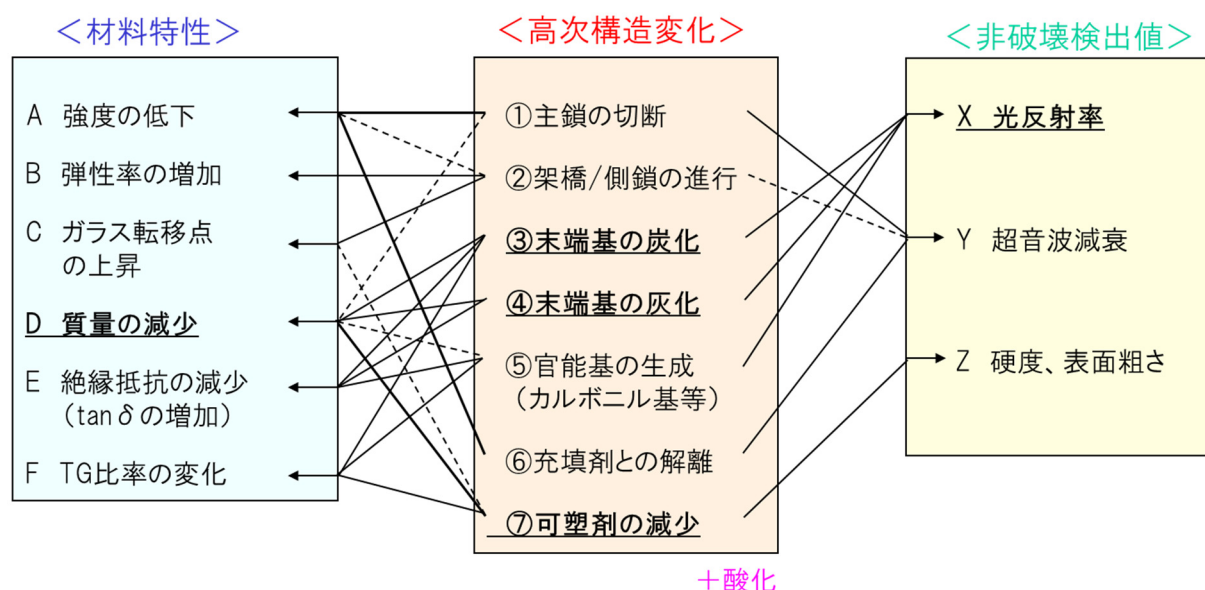 ＜材料特性＞
A 強度の低下
B 弾性率の増加
C ガラス転移点
の上昇
D 質量の減少
E 絶縁抵抗の減少
(tanδの増加)
F TG比率の変化
＜高次構造変化＞
①主鎖の切断
②架橋/側鎖の進行
③末端基の炭化
④末端基の灰化
⑤官能基の生成
(カルボニル基等)
⑥充填剤との解離
⑦可塑剤の減少
＋酸化
＜非破壊検出値＞
X 光反射率
Y 超音波減衰
Z 硬度、表面粗さ